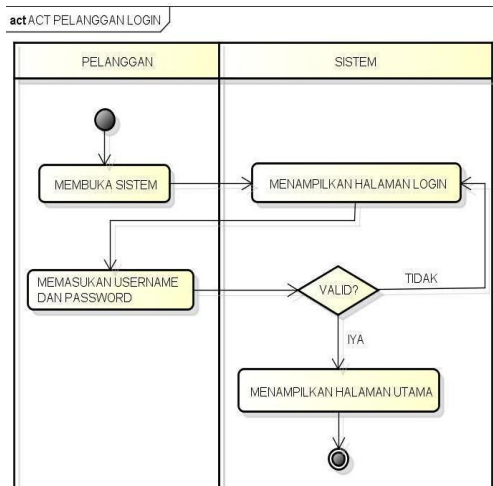 act ACT PELANGGAN LOGIN
PELANGGAN
SISTEM
MEMBUKA SISTEM
MENAMPILKAN HALAMAN LOGIN
MEMASUKAN USERNAME
DAN PASSWORD
VALID?
TIDAK
IYA
MENAMPILKAN HALAMAN UTAMA